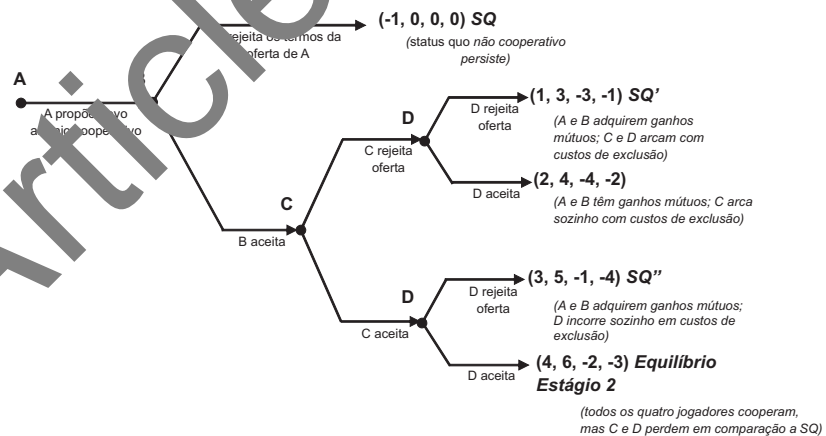 (-1, 0, 0, 0) SQ
os termos da
oferta de A
(status quo não cooperativo
persiste)
A
A propõe
D
D rejeita
oferta
(1, 3, -3, -1) SQ’
(A e B adquirem ganhos
mútuos; C e D arcam com
custos de exclusão)
C rejeita
oferta
D aceita
(2, 4, -4, -2)
(A e B têm ganhos mútuos; C arca
sozinho com custos de exclusão)
C
B aceita
D
D rejeita
oferta
(3, 5, -1, -4) SQ”
(A e B adquirem ganhos mútuos;
D incorre sozinho em custos de
exclusão)
C aceita
D aceita
(4, 6, -2, -3) Equilíbrio
Estágio 2
(todos os quatro jogadores cooperam,
mas C e D perdem em comparação a SQ)
Article